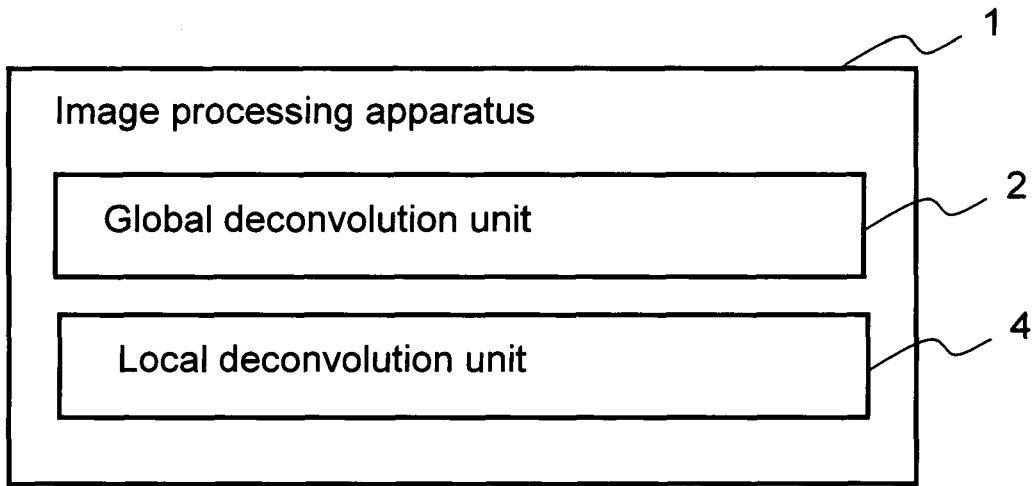 1
Image processing apparatus
2
Global deconvolution unit
4
Local deconvolution unit